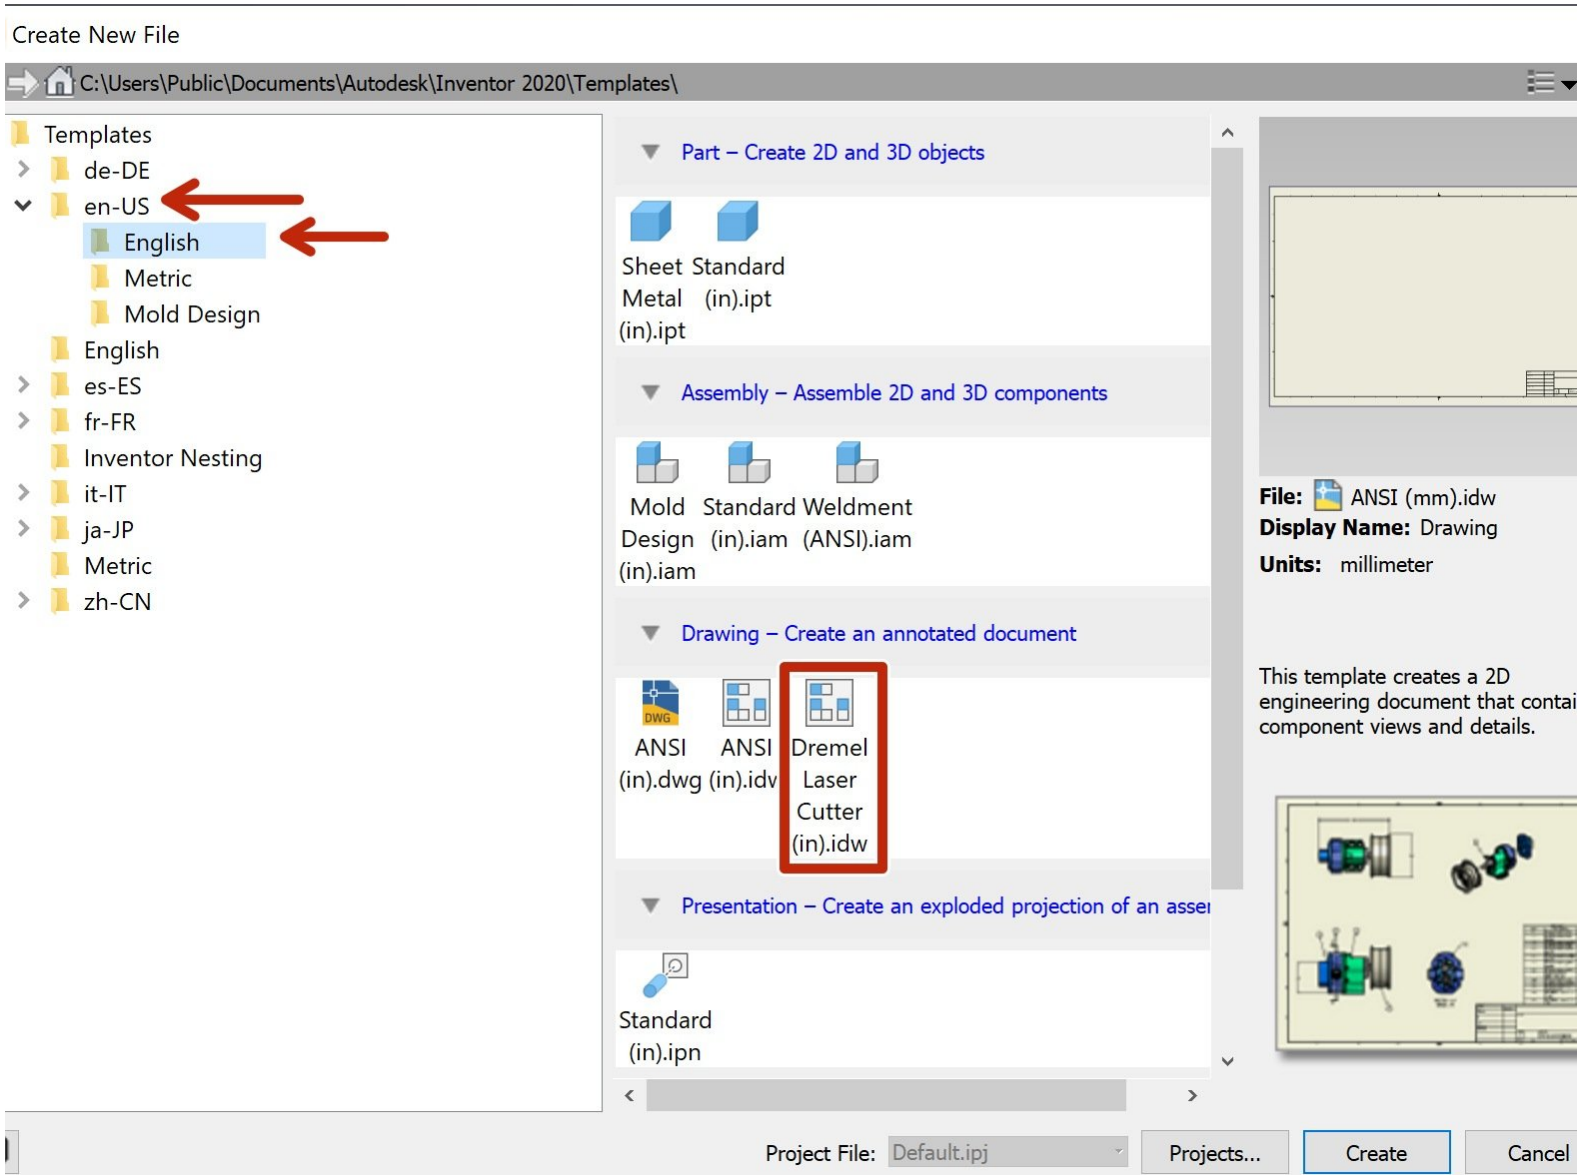 Create New File
C:\Users\Public\Documents\Autodesk\Inventor 2020\Templates\
Templates
de-DE
en-US
English
Metric
Mold Design
English
es-ES
fr-FR
Inventor Nesting
it-IT
ja-JP
Metric
zh-CN
Part – Create 2D and 3D objects
Sheet
Metal
(in).ipt
Standard
(in).ipt
Assembly – Assemble 2D and 3D components
Mold
Design
(in).iam
Standard
(in).iam
Weldment
(ANSI).iam
Drawing – Create an annotated document
DWG
ANSI
(in).dwg
ANSI
(in).idw
Dremel
Laser
Cutter
(in).idw
Presentation – Create an exploded projection of an asser
Standard
(in).ipn
File: ANSI (mm).idw
Display Name: Drawing
Units: millimeter
This template creates a 2D
engineering document that contai
component views and details.
Project File: Default.ipj
Projects...
Create
Cancel